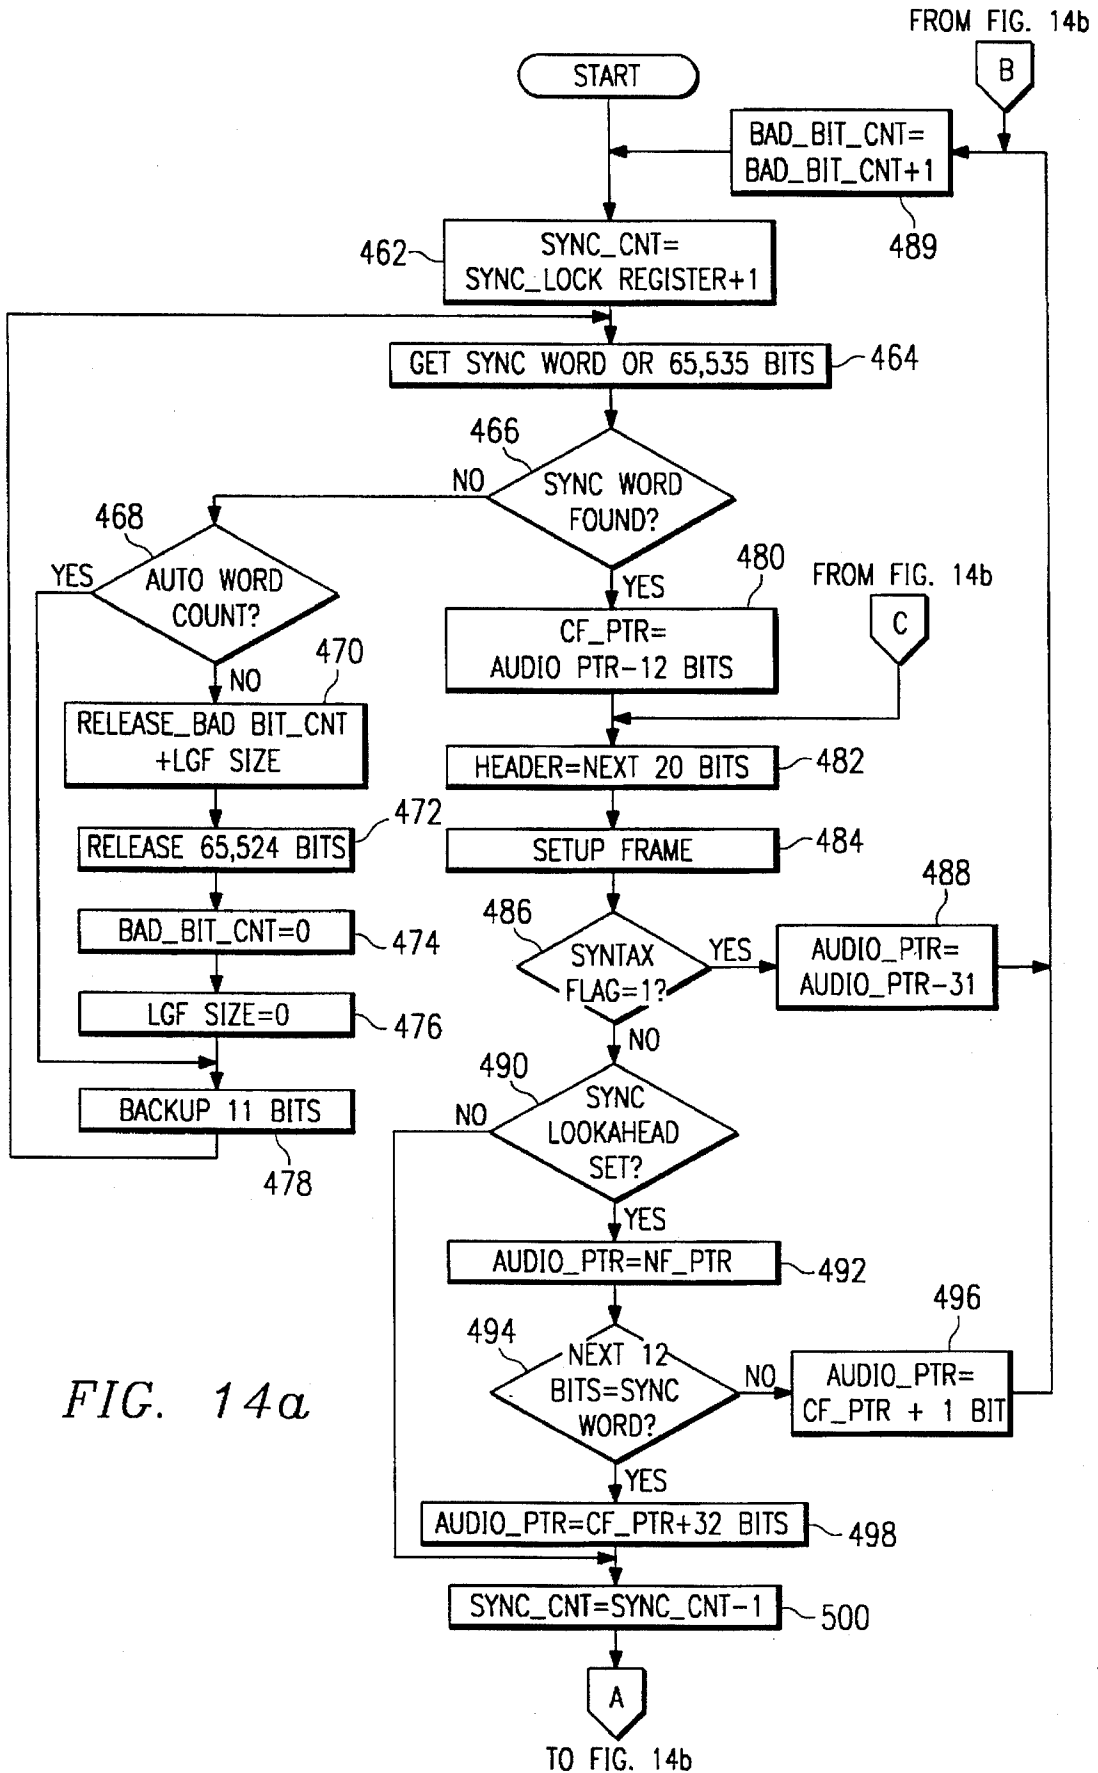 FROM FIG. 14b
B
START
BAD_BIT_CNT=
BAD_BIT_CNT+1
489
462
SYNC_CNT=
SYNC_LOCK REGISTER+1
GET SYNC WORD OR 65,535 BITS
464
466
NO
SYNC WORD
FOUND?
468
YES
AUTO WORD
COUNT?
YES
480
FROM FIG. 14b
C
CF_PTR=
AUDIO PTR-12 BITS
NO
470
RELEASE_BAD BIT_CNT
+LGF SIZE
HEADER=NEXT 20 BITS
482
472
RELEASE 65,524 BITS
SETUP FRAME
484
BAD_BIT_CNT=0
474
486
SYNTAX
FLAG=1?
YES
488
AUDIO_PTR=
AUDIO_PTR-31
LGF SIZE=0
476
NO
490
BACKUP 11 BITS
478
NO
SYNC
LOOKAHEAD
SET?
YES
AUDIO_PTR=NF_PTR
492
494
NEXT 12
BITS=SYNC
WORD?
NO
496
AUDIO_PTR=
CF_PTR + 1 BIT
FIG. 14a
YES
AUDIO_PTR=CF_PTR+32 BITS
498
SYNC_CNT=SYNC_CNT-1
500
A
TO FIG. 14b